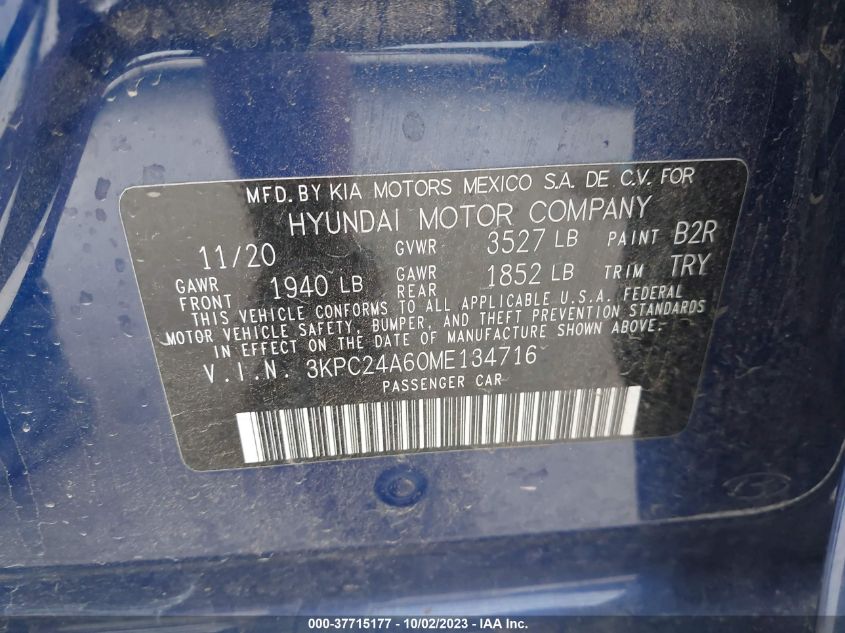 MFD. BY KIA MOTORS MEXICO S.A. DE C.V. FOR
HYUNDAI MOTOR COMPANY
11/20 GVWR 3527 LB PAINT B2R
GAWR FRONT 1940 LB GAWR REAR 1852 LB TRIM TRY
THIS VEHICLE CONFORMS TO ALL APPLICABLE U.S.A. FEDERAL
MOTOR VEHICLE SAFETY, BUMPER, AND THEFT PREVENTION STANDARDS
IN EFFECT ON THE DATE OF MANUFACTURE SHOWN ABOVE.
V.I.N. 3KPC24A60ME134716
PASSENGER CAR
000-37715177 - 10/02/2023 - IAA Inc.